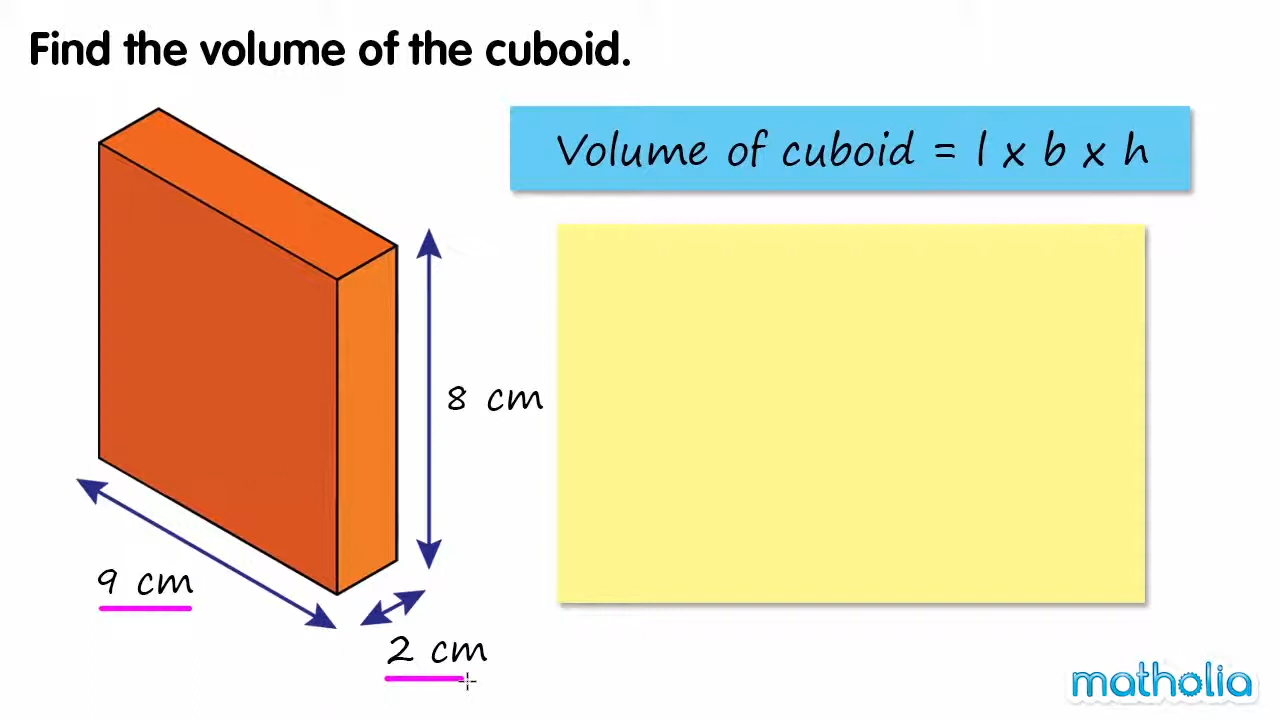 Find the volume of the cuboid.
Volume of cuboid = l x b x h
8 cm
9 cm
2 cm
matholia